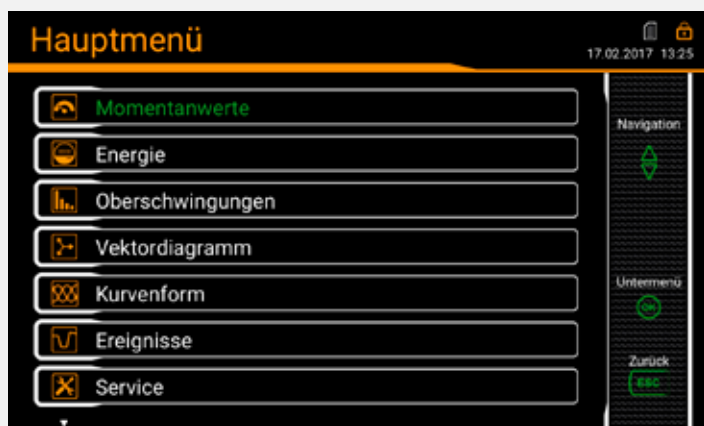 Hauptmenü
17.02.2017 13:25
Momentanwerte
Navigation
Energie
Oberschwingungen
Vektordiagramm
Untermenü
OK
Kurvenform
Ereignisse
Zurück
ESC
Service